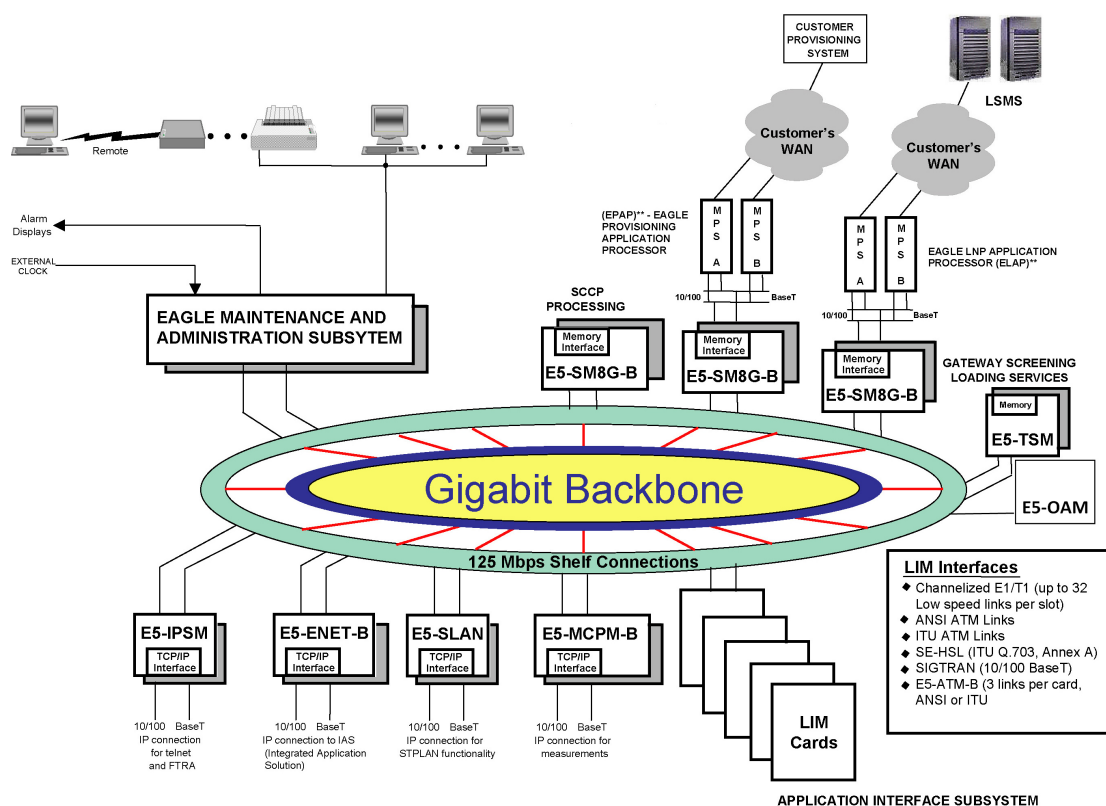 CUSTOMER
PROVISIONING
SYSTEM
LSMS
Remote
Customer's
WAN
Customer's
WAN
(EPAP)** - EAGLE
PROVISIONING
APPLICATION
PROCESSOR
M
P
S
A
M
P
S
B
M
P
S
A
M
P
S
B
EAGLE LNP APPLICATION
PROCESSOR (ELAP)**
Alarm
Displays
EXTERNAL
CLOCK
10/100
BaseT
10/100
BaseT
SCCP
PROCESSING
EAGLE MAINTENANCE AND
ADMINISTRATION SUBSYTEM
Memory
Interface
E5-SM8G-B
Memory
Interface
E5-SM8G-B
Memory
Interface
E5-SM8G-B
GATEWAY SCREENING
LOADING SERVICES
Memory
E5-TSM
E5-OAM
Gigabit Backbone
125 Mbps Shelf Connections
E5-IPSM
TCP/IP
Interface
10/100 BaseT
IP connection
for telnet
and FTRA
E5-ENET-B
TCP/IP
Interface
10/100 BaseT
IP connection to IAS
(Integrated Application
Solution)
E5-SLAN
TCP/IP
Interface
10/100 BaseT
IP connection for
STPLAN functionality
E5-MCPM-B
TCP/IP
Interface
10/100 BaseT
IP connection for
measurements
LIM
Cards
LIM Interfaces
◆ Channelized E1/T1 (up to 32
Low speed links per slot)
◆ ANSI ATM Links
◆ ITU ATM Links
◆ SE-HSL (ITU Q.703, Annex A)
◆ SIGTRAN (10/100 BaseT)
◆ E5-ATM-B (3 links per card,
ANSI or ITU
APPLICATION INTERFACE SUBSYSTEM